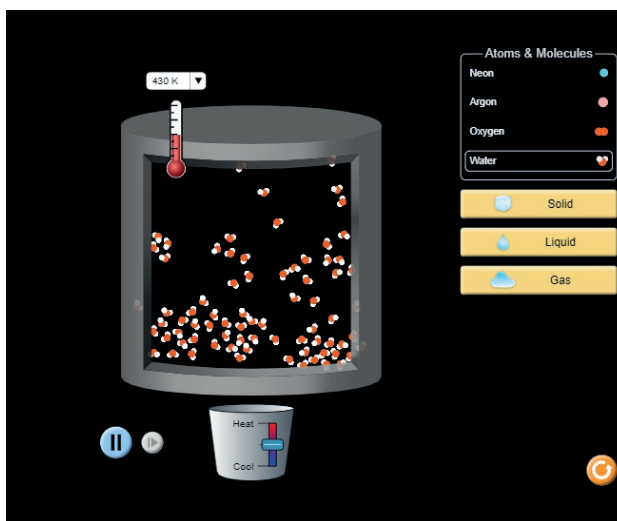 Atoms & Molecules
430 K
Neon
Argon
Oxygen
Water
Solid
Liquid
Gas
Heat
Cool